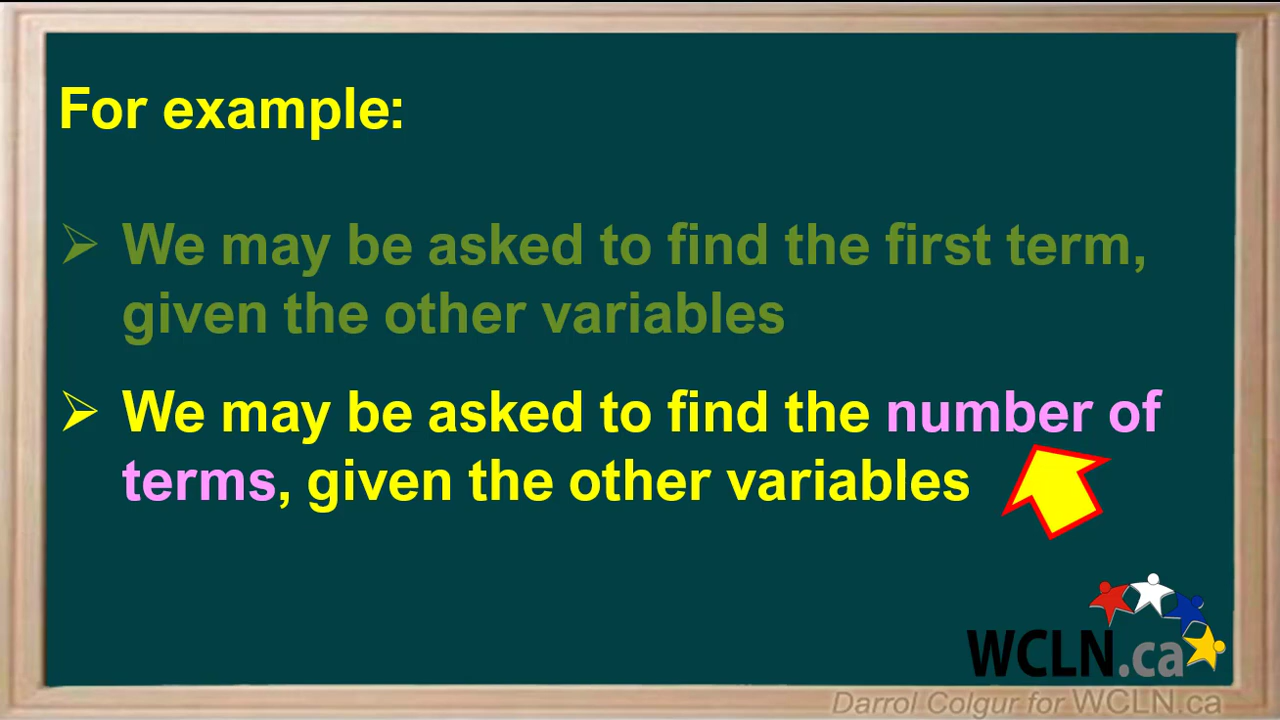 For example:
➢ We may be asked to find the first term,
given the other variables
➢ We may be asked to find the number of
terms, given the other variables
WCLN.ca
Darrol Colgur for WCLN.ca